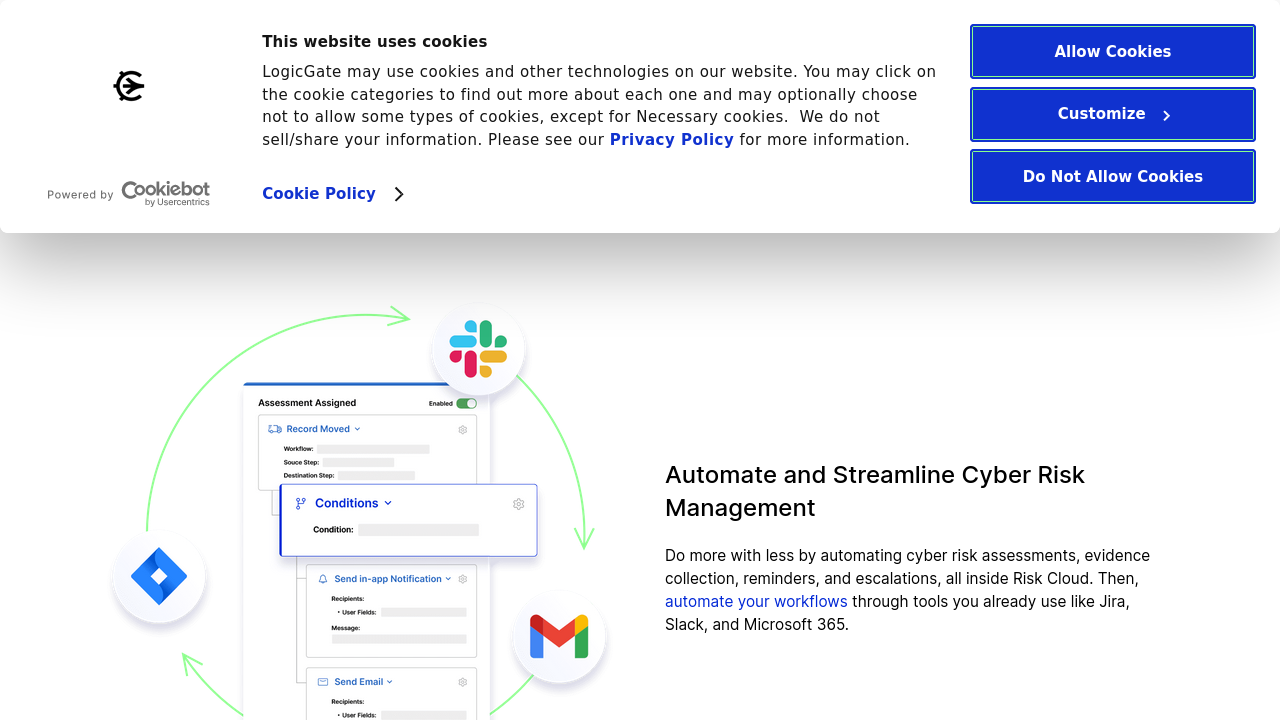 This website uses cookies
LogicGate may use cookies and other technologies on our website. You may click on
the cookie categories to find out more about each one and may optionally choose
not to allow some types of cookies, except for Necessary cookies.  We do not
sell/share your information. Please see our Privacy Policy for more information.
Cookie Policy
Powered by Cookiebot
by Usercentrics
Allow Cookies
Customize
Do Not Allow Cookies
Assessment Assigned
Enabled
Record Moved
Workflow:
Souce Step:
Destination Step:
Conditions
Condition:
Send in-app Notification
Recipients:
• User Fields:
Message:
Send Email
Recipients:
• User Fields:
Automate and Streamline Cyber Risk
Management
Do more with less by automating cyber risk assessments, evidence
collection, reminders, and escalations, all inside Risk Cloud. Then,
automate your workflows through tools you already use like Jira,
Slack, and Microsoft 365.